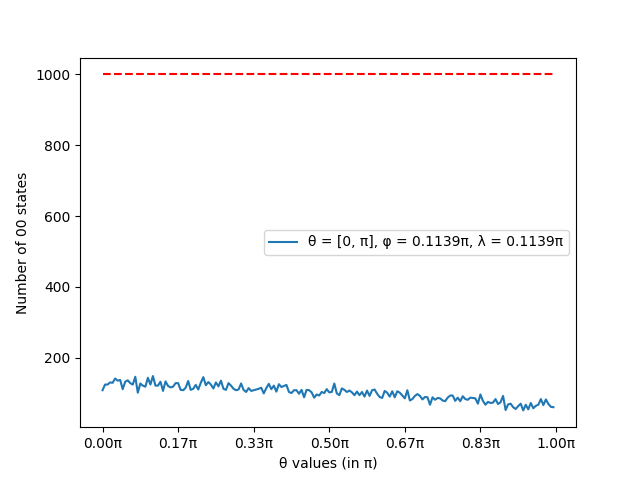 1000
800
600
400
200
Number of 00 states
θ = [0, π], φ = 0.1139π, λ = 0.1139π
0.00π 0.17π 0.33π 0.50π 0.67π 0.83π 1.00π
θ values (in π)